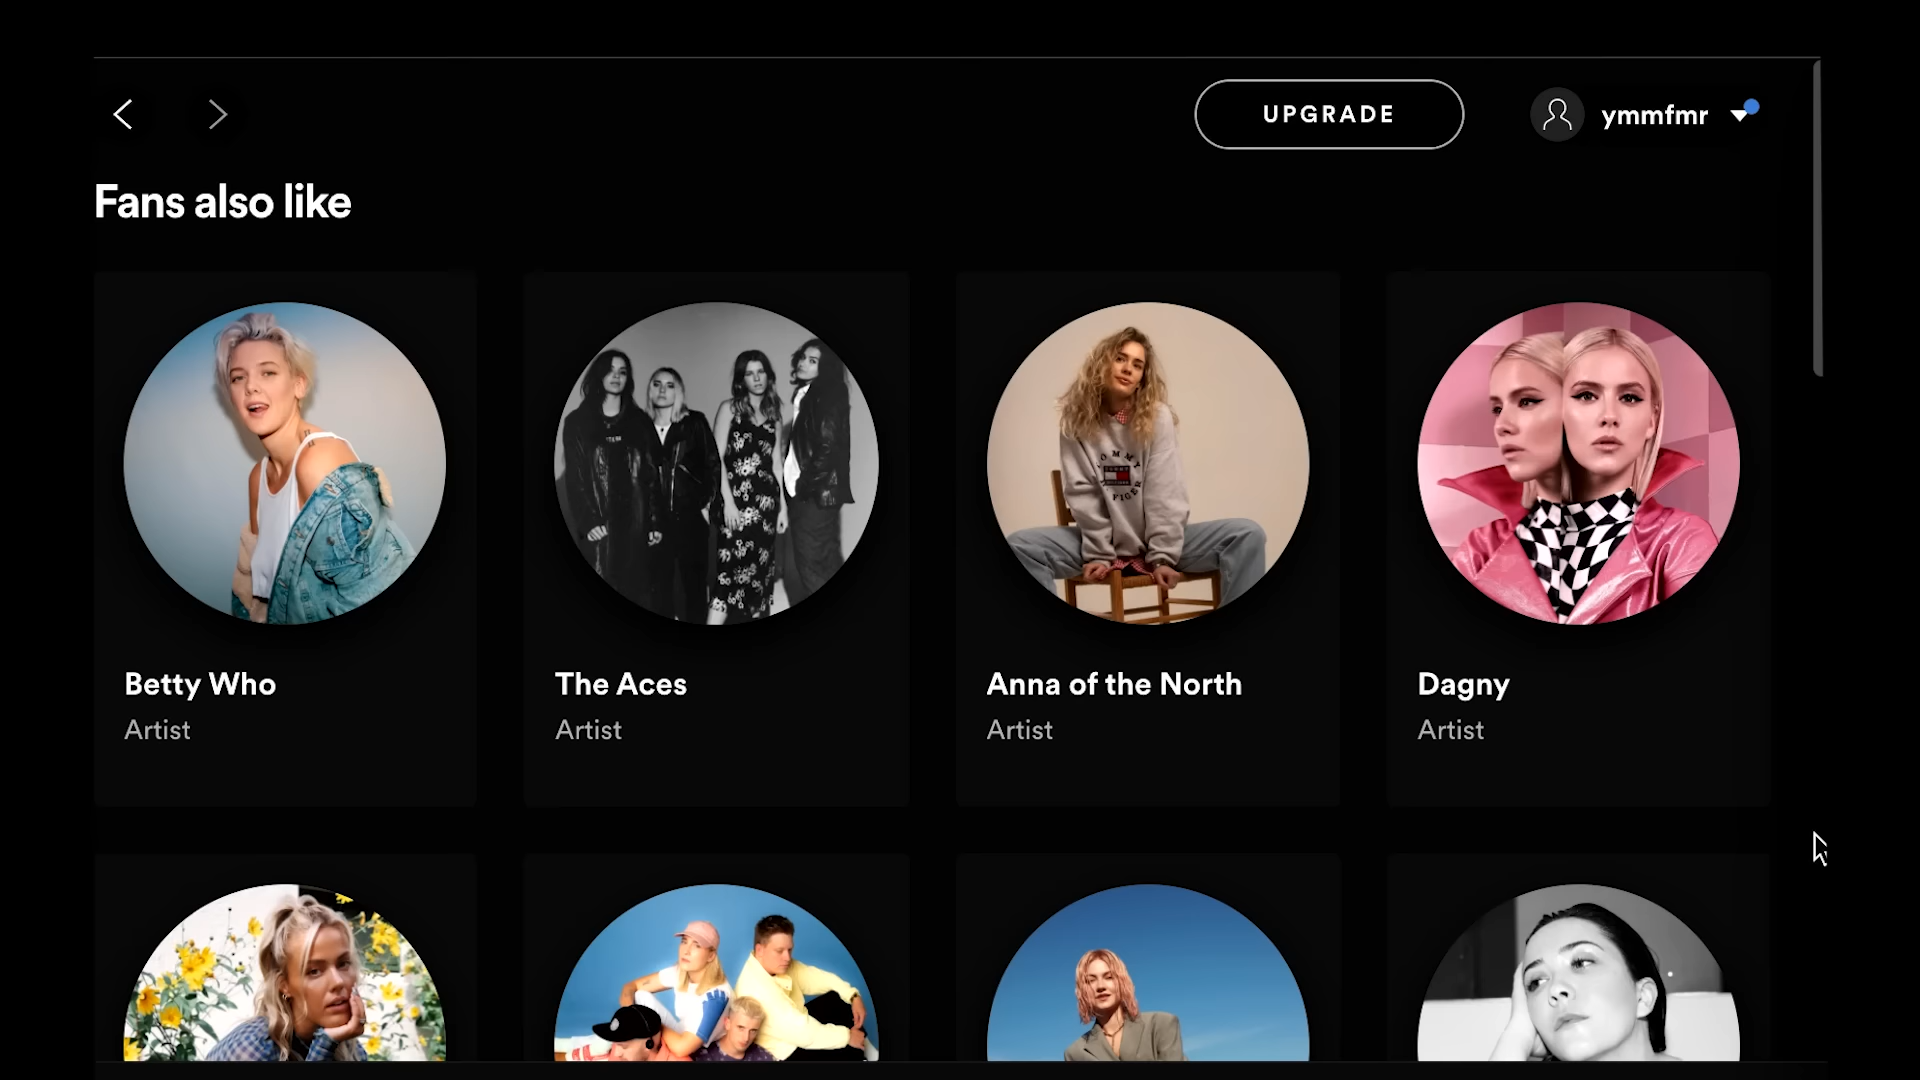 UPGRADE
ymmfmr
Fans also like
Betty Who
Artist
The Aces
Artist
Anna of the North
Artist
Dagny
Artist